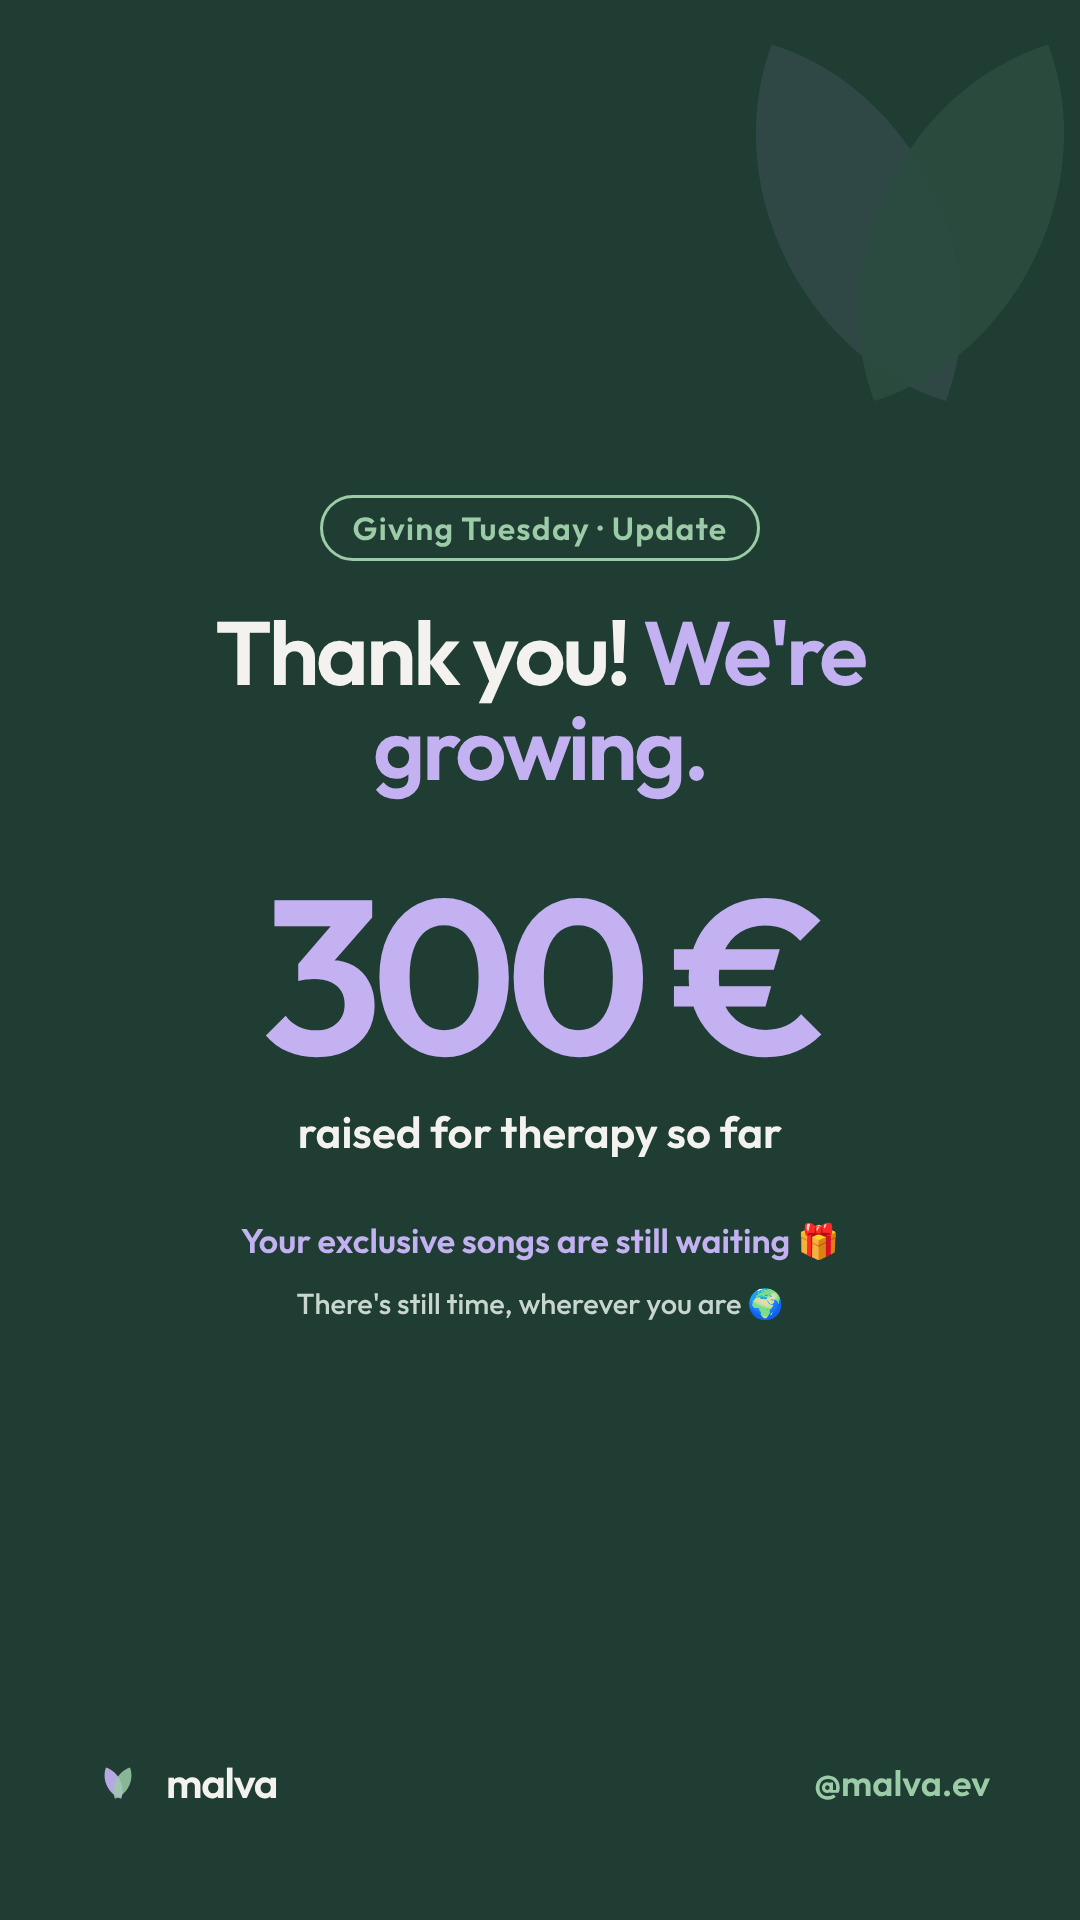 Giving Tuesday · Update
Thank you! We're
growing.
300 €
raised for therapy so far
Your exclusive songs are still waiting 🎁
There's still time, wherever you are 🌍
malva
@malva.ev